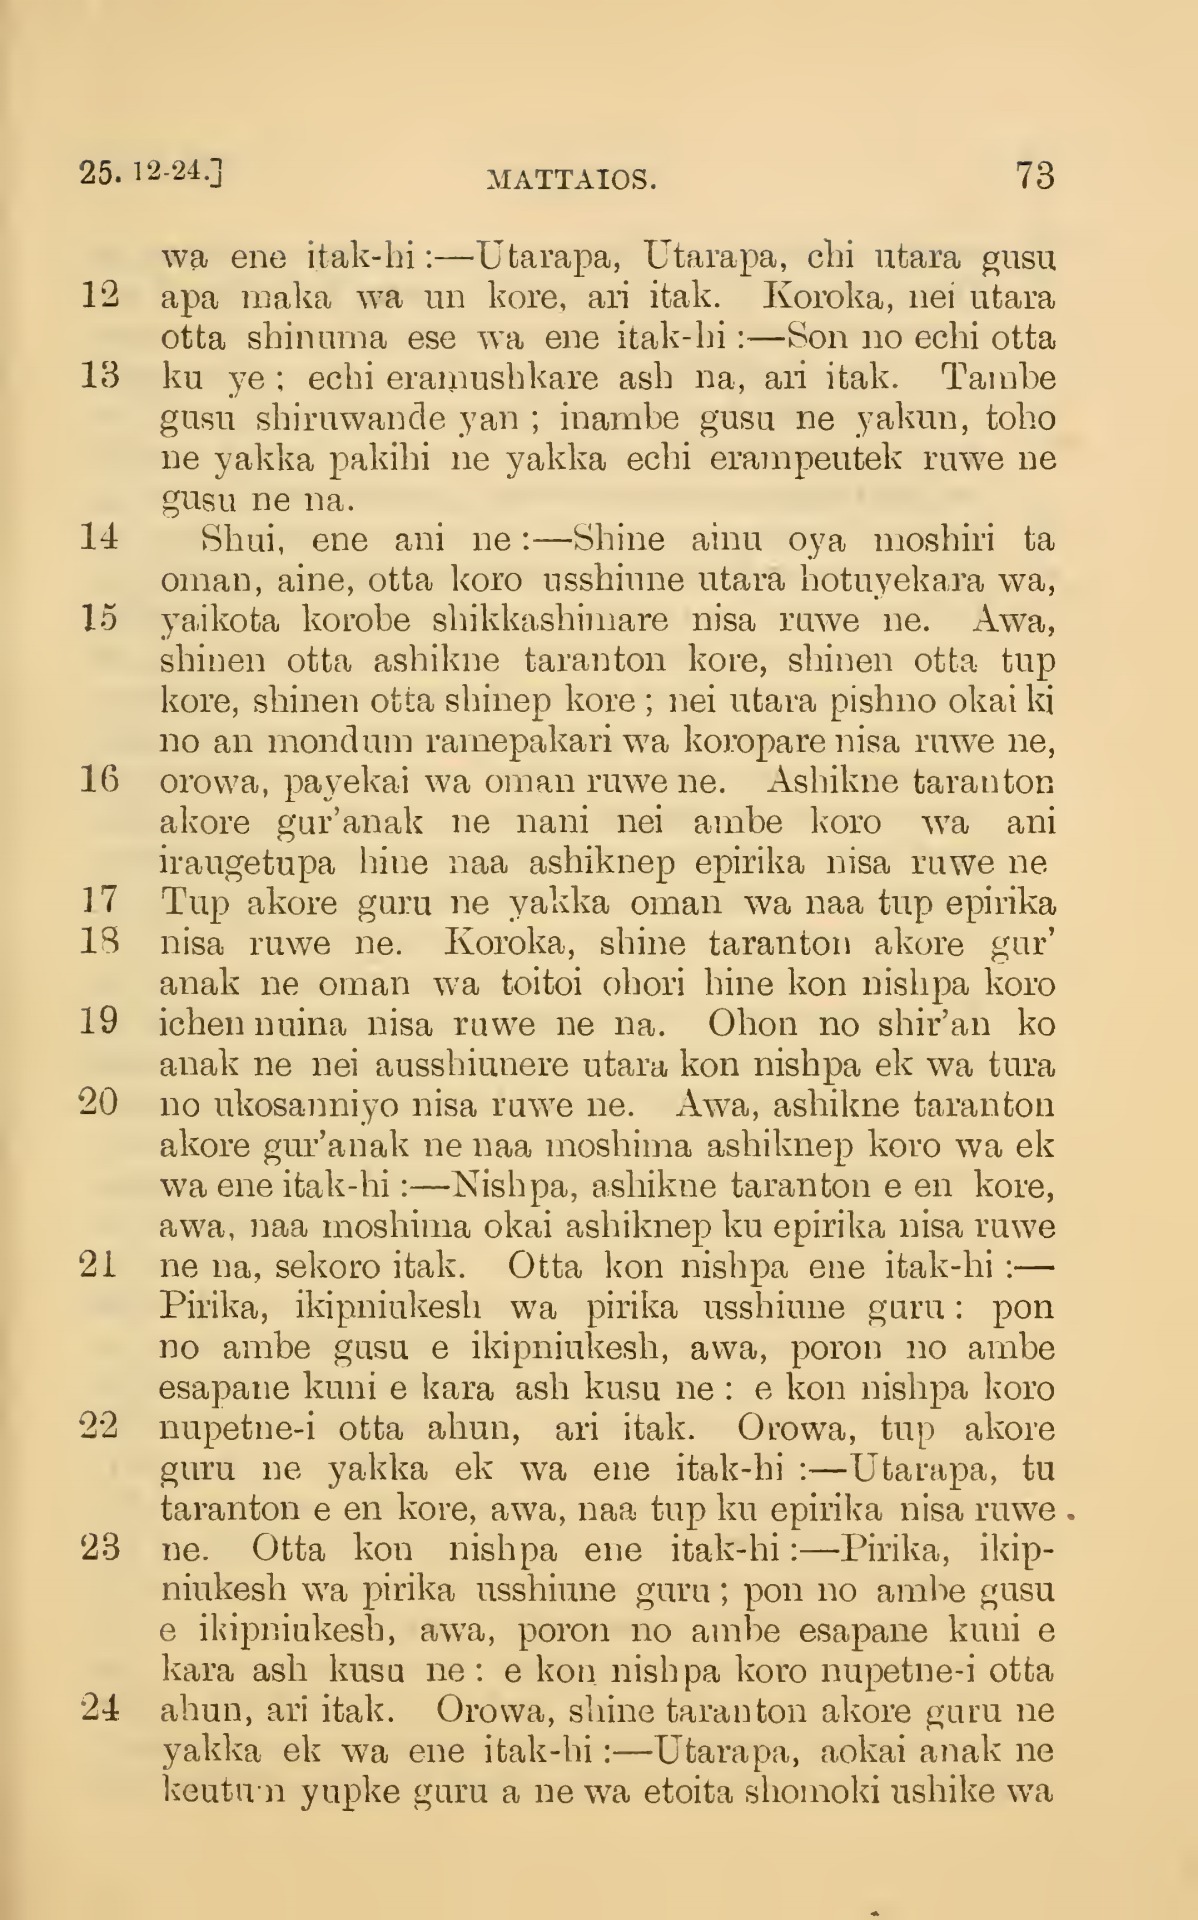 25. 12-24.] MATTAIOS. 73
wa ene itak-hi :—Utarapa, Utarapa, chi utara gusu
12 apa maka wa un kore, ari itak. Koroka, nei utara
otta shinuma ese wa ene itak-hi :—Son no echi otta
13 ku ye ; echi eramushkare ash na, ari itak. Tambe
gusu shiruwande yan ; inambe gusu ne yakun, toho
ne yakka pakihi ne yakka echi erampeutek ruwe ne
gusu ne na.
14 Shui, ene ani ne :—Shine ainu oya moshiri ta
oman, aine, otta koro usshiune utara hotuyekara wa,
15 yaikota korobe shikkashimare nisa ruwe ne. Awa,
shinen otta ashikne taranton kore, shinen otta tup
kore, shinen otta shinep kore ; nei utara pishno okai ki
no an mondum ramepakari wa koropare nisa ruwe ne,
16 orowa, payekai wa oman ruwe ne. Ashikne taranton
akore gur'anak ne nani nei ambe koro wa ani
iraugetupa hine naa ashiknep epirika nisa ruwe ne
17 Tup akore guru ne yakka oman wa naa tup epirika
18 nisa ruwe ne. Koroka, shine taranton akore gur'
anak ne oman wa toitoi ohori hine kon nishpa koro
19 ichen nuina nisa ruwe ne na. Ohon no shir'an ko
anak ne nei ausshiunere utara kon nishpa ek wa tura
20 no ukosanniyo nisa ruwe ne. Awa, ashikne taranton
akore gur'anak ne naa moshima ashiknep koro wa ek
wa ene itak-hi :—Nishpa, ashikne taranton e en kore,
awa, naa moshima okai ashiknep ku epirika nisa ruwe
21 ne na, sekoro itak. Otta kon nishpa ene itak-hi :—
Pirika, ikipniukesh wa pirika usshiune guru : pon
no ambe gusu e ikipniukesh, awa, poron no ambe
esapane kuni e kara ash kusu ne : e kon nishpa koro
22 nupetne-i otta ahun, ari itak. Orowa, tup akore
guru ne yakka ek wa ene itak-hi :—Utarapa, tu
taranton e en kore, awa, naa tup ku epirika nisa ruwe
23 ne. Otta kon nishpa ene itak-hi :—Pirika, ikip-
niukesh wa pirika usshiune guru ; pon no ambe gusu
e ikipniukesh, awa, poron no ambe esapane kuni e
kara ash kusu ne : e kon nishpa koro nupetne-i otta
24 ahun, ari itak. Orowa, shine taranton akore guru ne
yakka ek wa ene itak-hi :—Utarapa, aokai anak ne
keutum yupke guru a ne wa etoita shomoki ushike wa